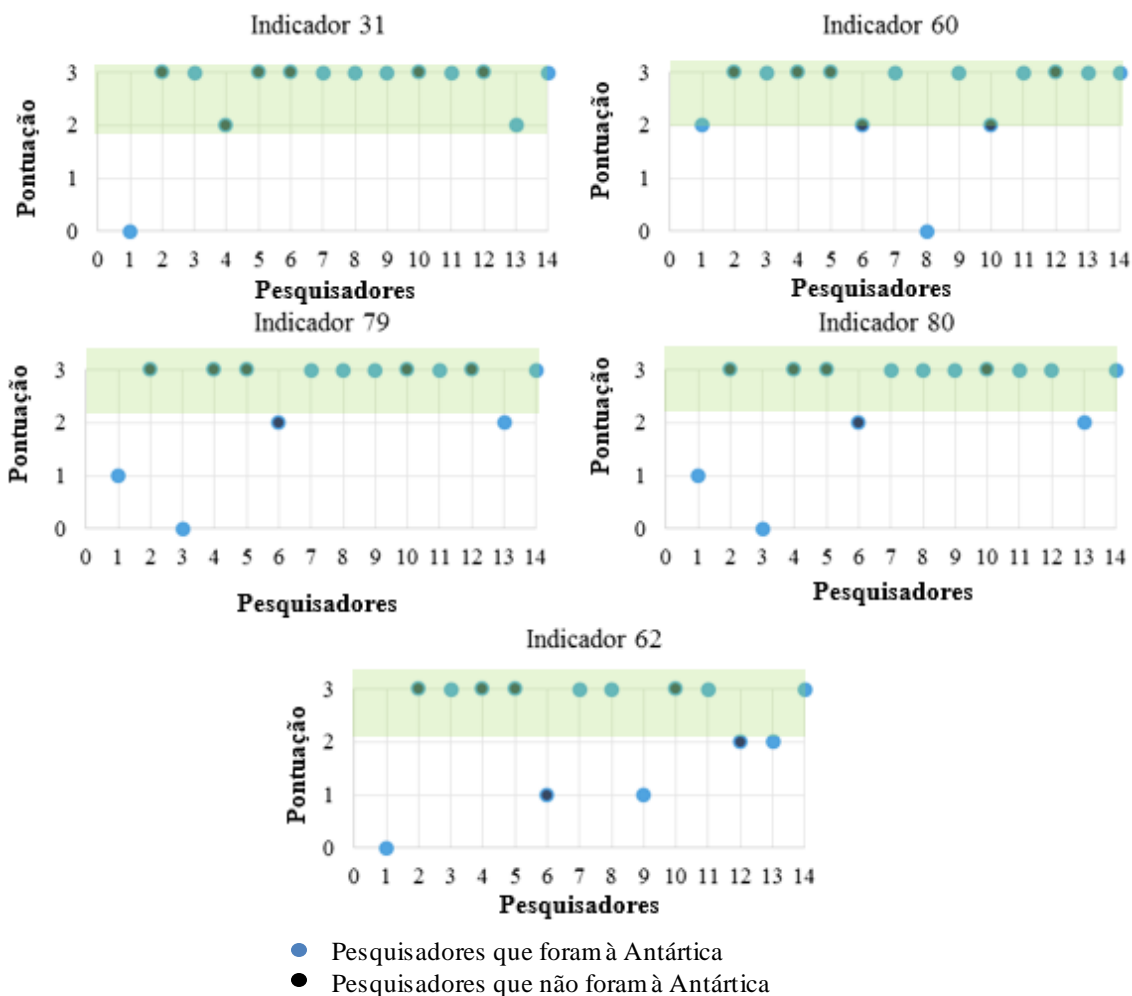 Indicador 31
Pontuação
3
2
1
0
0 1 2 3 4 5 6 7 8 9 10 11 12 13 14
Pesquisadores
Indicador 60
Pontuação
3
2
1
0
0 1 2 3 4 5 6 7 8 9 10 11 12 13 14
Pesquisadores
Indicador 79
Pontuação
3
2
1
0
0 1 2 3 4 5 6 7 8 9 10 11 12 13 14
Pesquisadores
Indicador 80
Pontuação
3
2
1
0
0 1 2 3 4 5 6 7 8 9 10 11 12 13 14
Pesquisadores
Indicador 62
Pontuação
3
2
1
0
0 1 2 3 4 5 6 7 8 9 10 11 12 13 14
Pesquisadores
Pesquisadores que foram à Antártica
Pesquisadores que não foram à Antártica